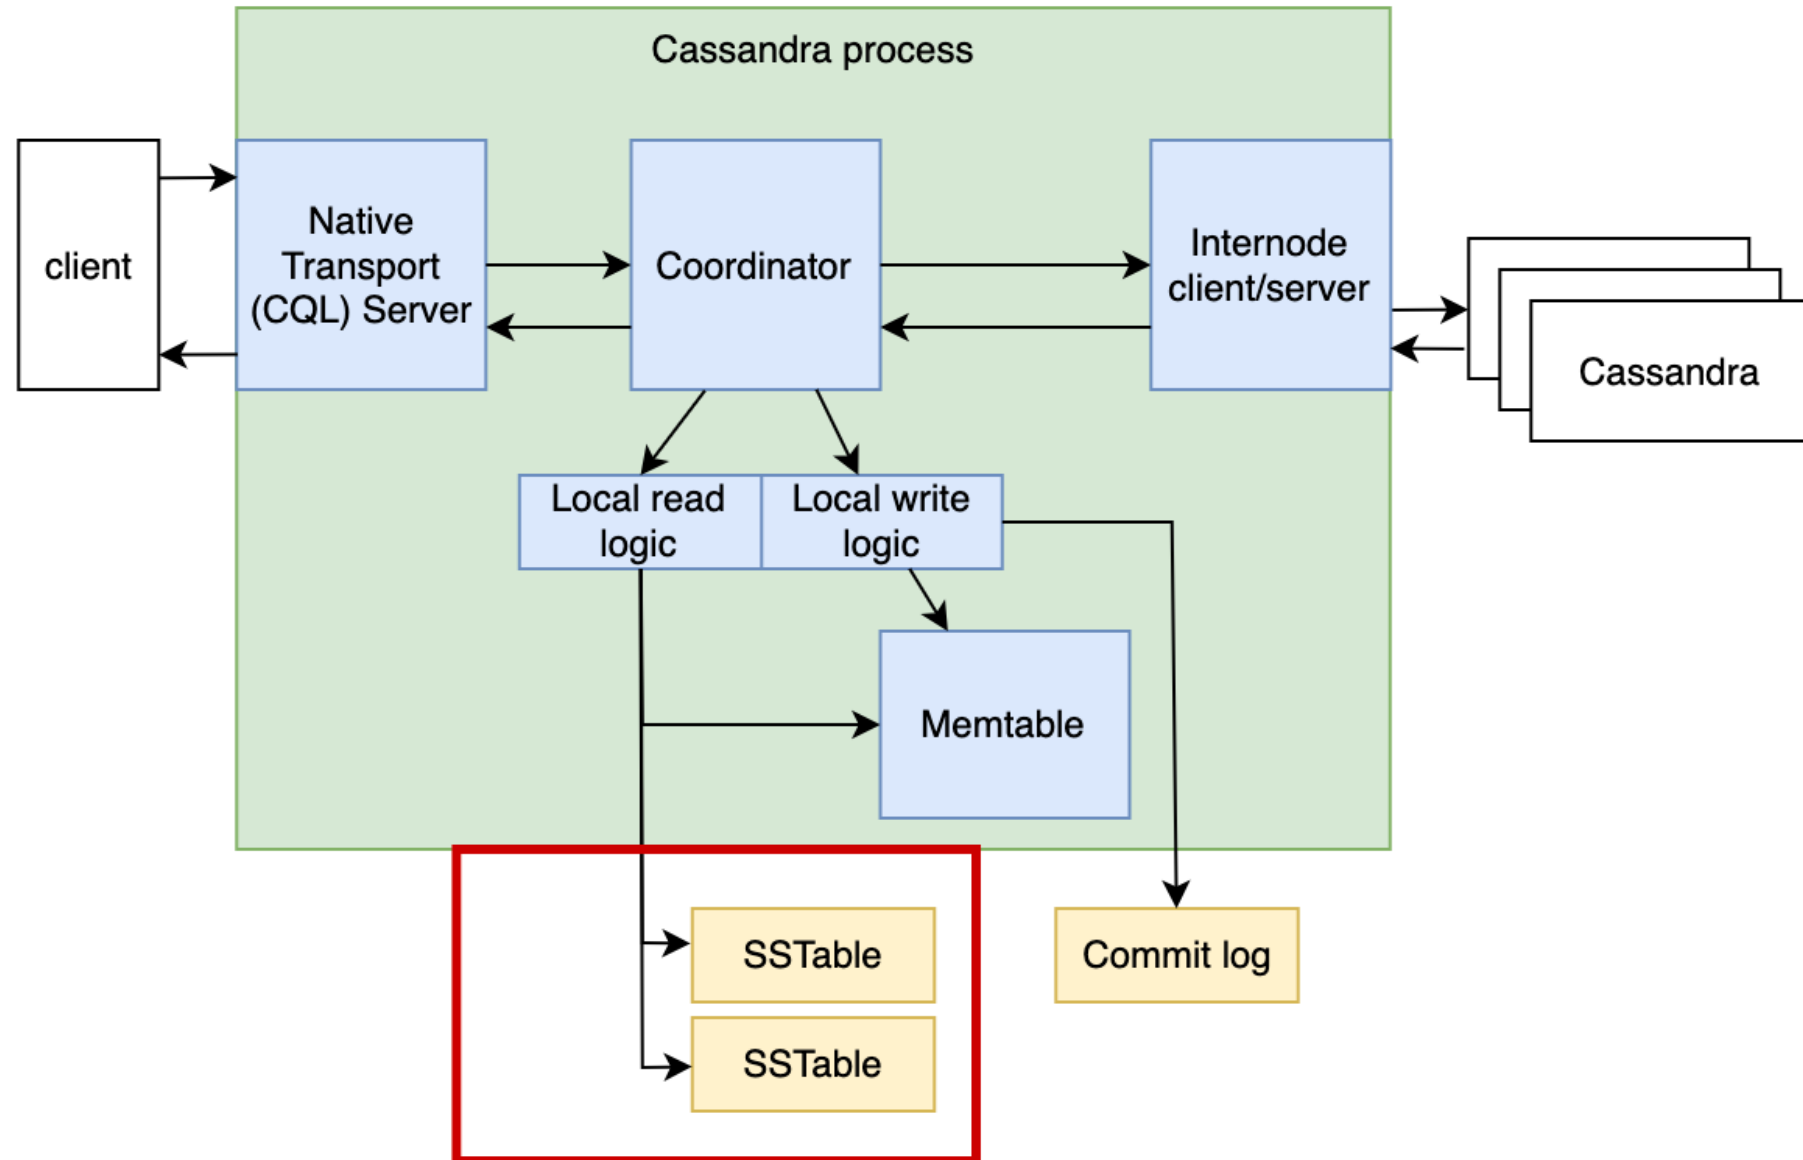 Cassandra process
client
Native
Transport
(CQL) Server
Coordinator
Internode
client/server
Cassandra
Local read
logic
Local write
logic
Memtable
SSTable
Commit log
SSTable